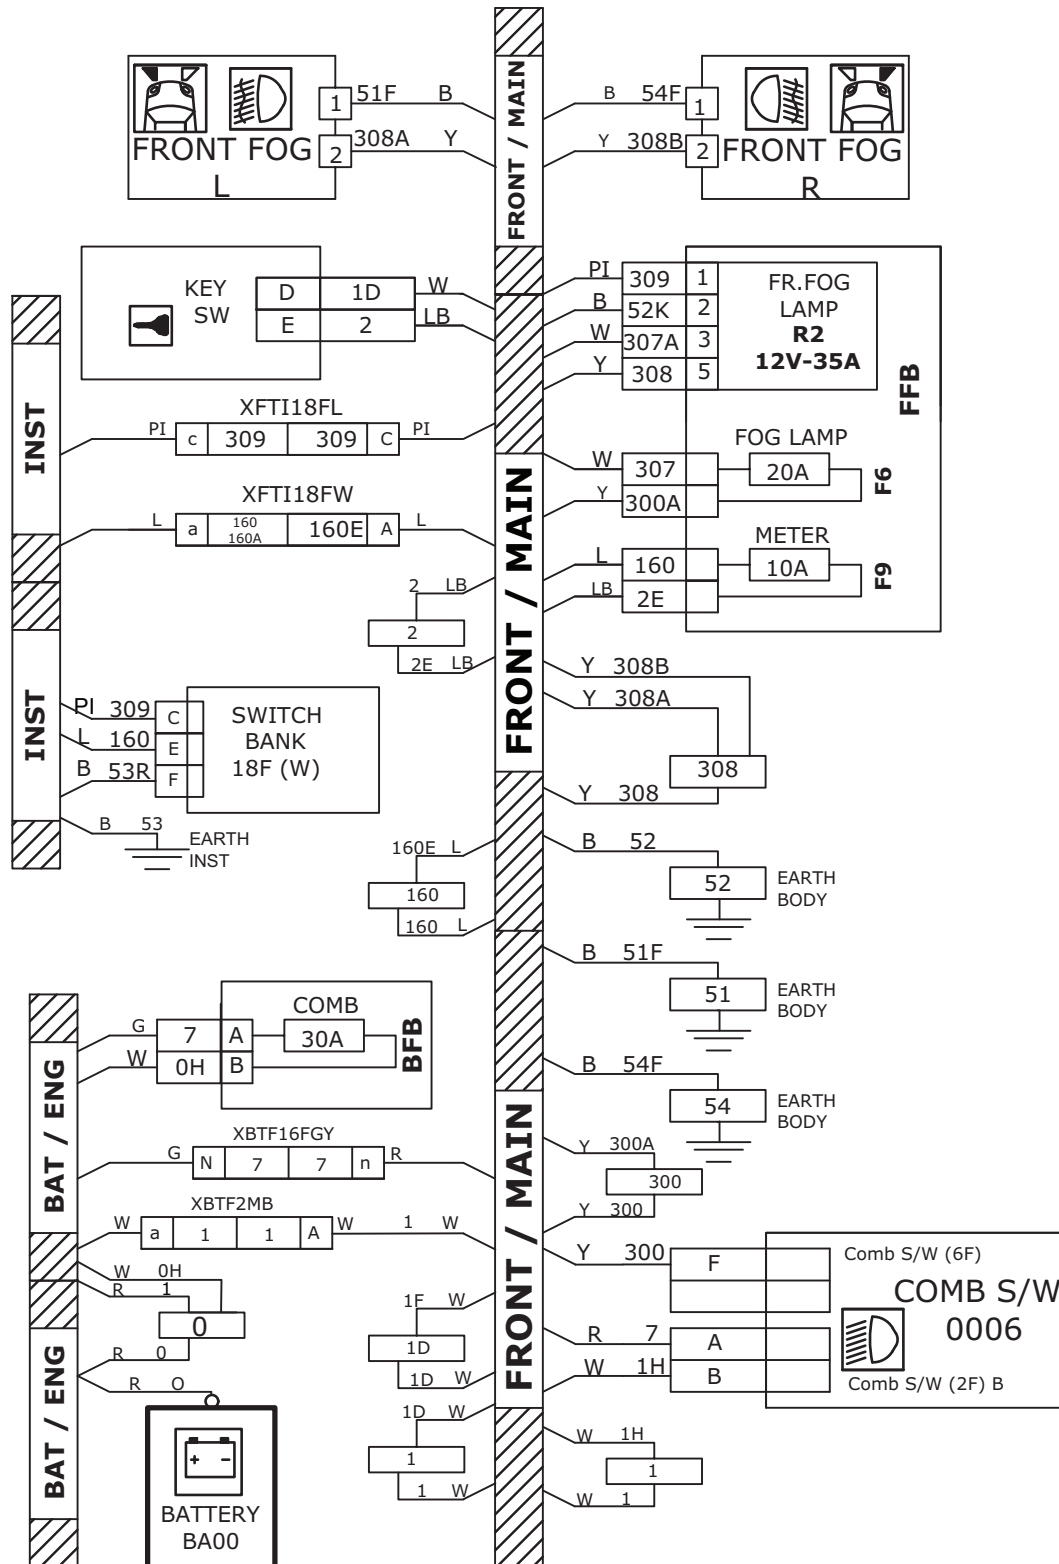 FRONT / MAIN
FRONT FOG
L
1
51F
B
2
308A
Y
B
54F
1
Y
308B
2
FRONT FOG
R
KEY
SW
D
1D
W
E
2
LB
PI
309
1
B
52K
2
W
307A
3
Y
308
5
FR.FOG
LAMP
R2
12V-35A
FFB
INST
XFTI18FL
PI
c
309
309
C
PI
XFTI18FW
L
a
160
160A
160E
A
L
W
307
FOG LAMP
20A
F6
Y
300A
METER
L
160
10A
F9
LB
2E
FRONT / MAIN
2
LB
2
2E
LB
Y
308B
Y
308A
308
Y
308
INST
PI
309
C
L
160
E
B
53R
F
SWITCH
BANK
18F (W)
B
53
EARTH
INST
160E
L
160
160
L
B
52
52
EARTH
BODY
B
51F
51
EARTH
BODY
B
54F
54
EARTH
BODY
BAT / ENG
G
7
A
W
0H
B
COMB
30A
BFB
XBTF16FGY
G
N
7
7
n
R
XBTF2MB
W
a
1
1
A
W
1
W
FRONT / MAIN
Y
300A
300
Y
300
Y
300
F
Comb S/W (6F)
COMB S/W
0006
R
7
A
W
1H
B
Comb S/W (2F) B
W
0H
R
1
0
R
0
R
O
BAT / ENG
+
-
BATTERY
BA00
1F
W
1D
1D
W
1D
W
1
1
W
W
1H
1
W
1